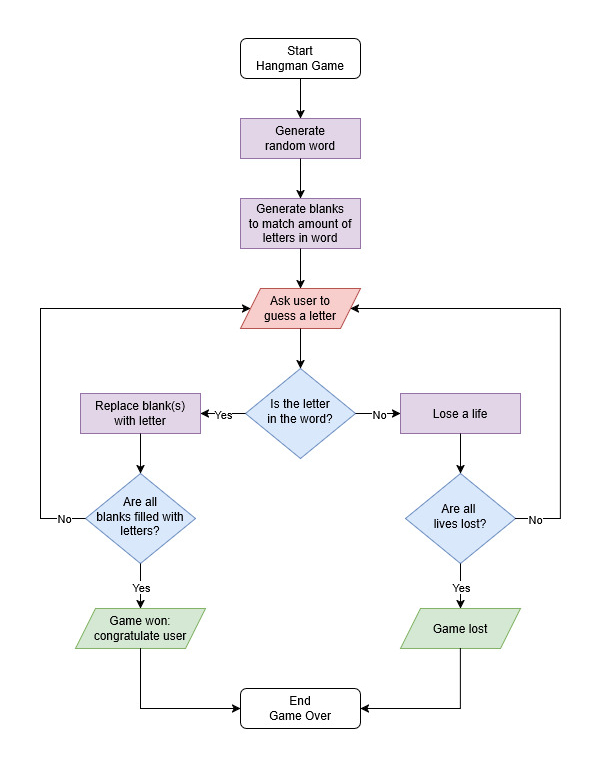 Start
Hangman Game
Generate
random word
Generate blanks
to match amount of
letters in word
Ask user to
guess a letter
Is the letter
in the word?
Yes
No
Replace blank(s)
with letter
Lose a life
Are all
blanks filled with
letters?
No
Are all
lives lost?
No
Yes
Yes
Game won:
congratulate user
Game lost
End
Game Over